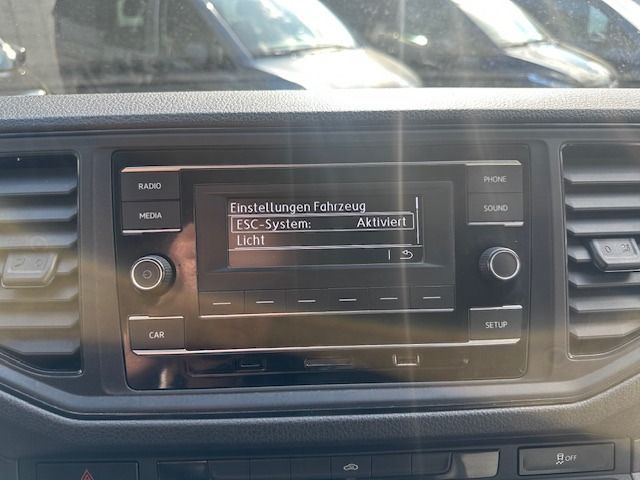 RADIO
MEDIA
Einstellungen Fahrzeug
ESC-System: Aktiviert
Licht
PHONE
SOUND
CAR
SETUP
OFF